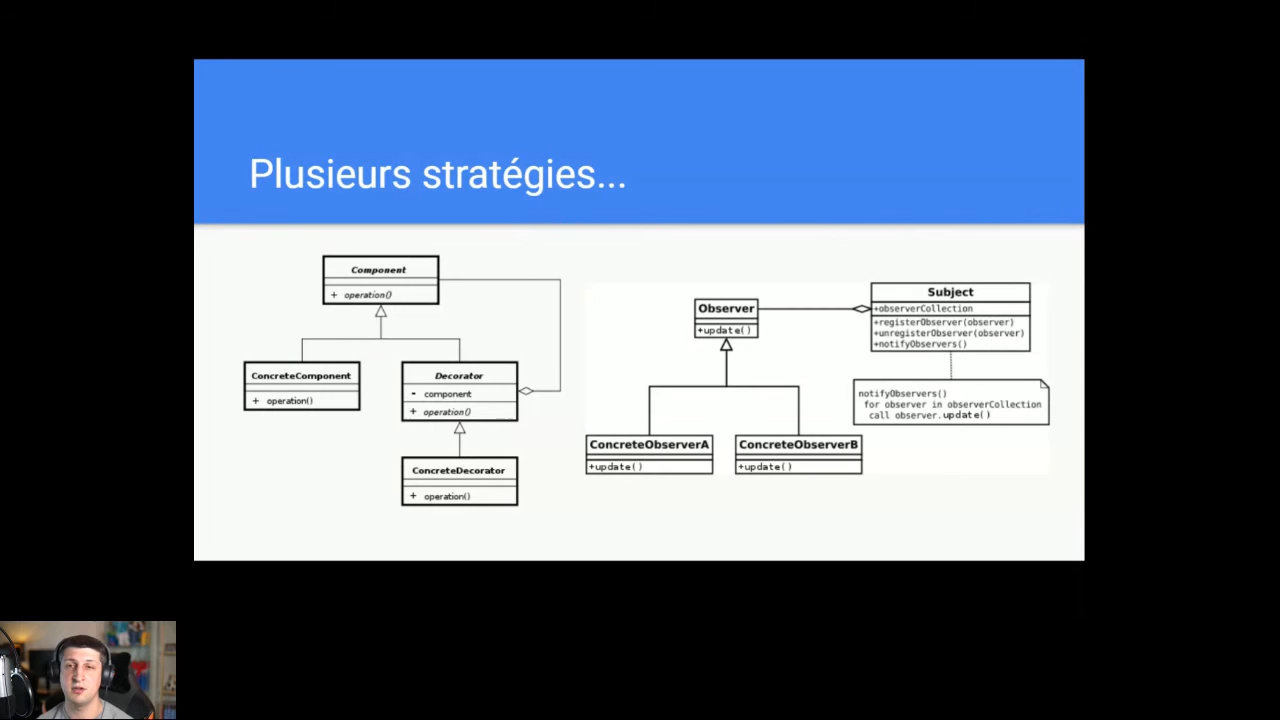 Plusieurs stratégies...
Component
+ operation()
ConcreteComponent
+ operation()
Decorator
- component
+ operation()
ConcreteDecorator
+ operation()
Observer
+update()
Subject
+observerCollection
+registerObserver(observer)
+unregisterObserver(observer)
+notifyObservers()
notifyObservers()
for observer in observerCollection
call observer.update()
ConcreteObserverA
+update()
ConcreteObserverB
+update()